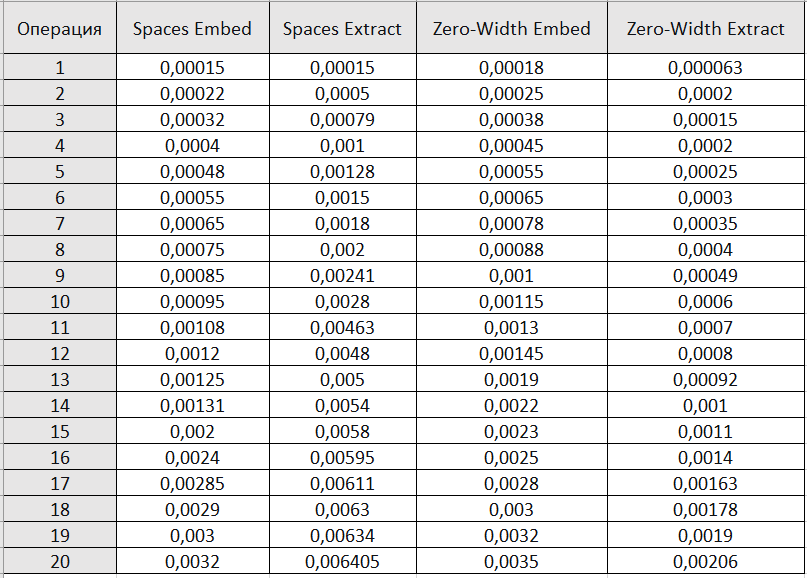 Операция Spaces Embed Spaces Extract Zero-Width Embed Zero-Width Extract
1 0,00015 0,00015 0,00018 0,000063
2 0,00022 0,0005 0,00025 0,0002
3 0,00032 0,00079 0,00038 0,00015
4 0,0004 0,001 0,00045 0,0002
5 0,00048 0,00128 0,00055 0,00025
6 0,00055 0,0015 0,00065 0,0003
7 0,00065 0,0018 0,00078 0,00035
8 0,00075 0,002 0,00088 0,0004
9 0,00085 0,00241 0,001 0,00049
10 0,00095 0,0028 0,00115 0,0006
11 0,00108 0,00463 0,0013 0,0007
12 0,0012 0,0048 0,00145 0,0008
13 0,00125 0,005 0,0019 0,00092
14 0,00131 0,0054 0,0022 0,001
15 0,002 0,0058 0,0023 0,0011
16 0,0024 0,00595 0,0025 0,0014
17 0,00285 0,00611 0,0028 0,00163
18 0,0029 0,0063 0,003 0,00178
19 0,003 0,00634 0,0032 0,0019
20 0,0032 0,006405 0,0035 0,00206